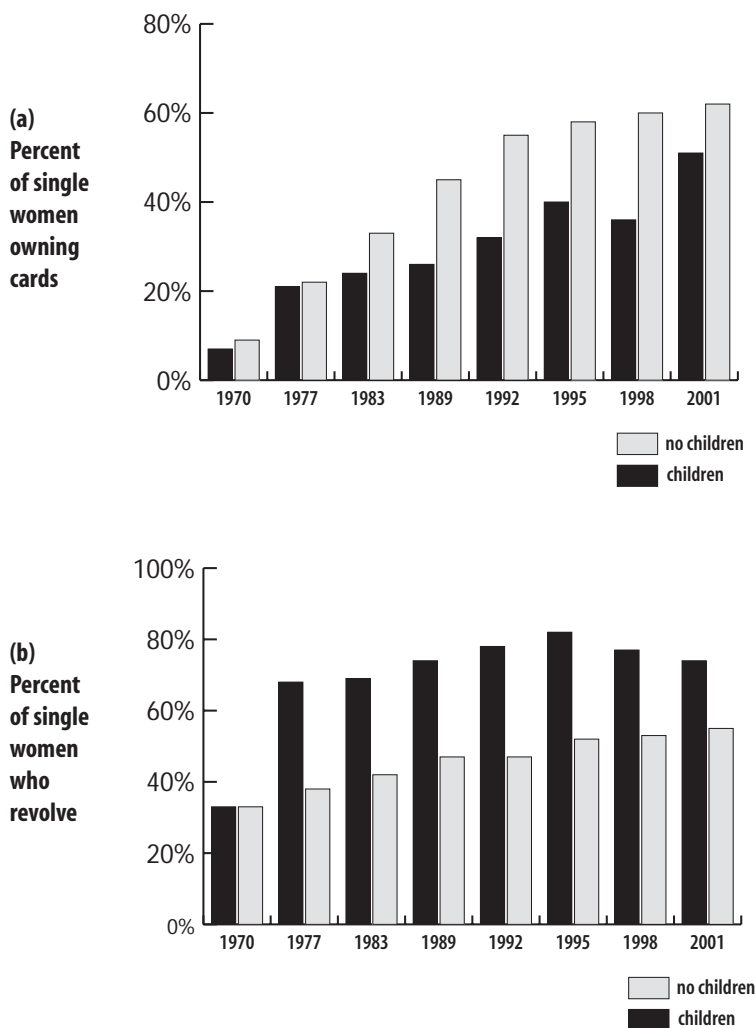 80%
(a)
Percent
of single
women
owning
cards
60%
40%
20%
0%
1970 1977 1983 1989 1992 1995 1998 2001
no children
children
100%
(b)
Percent
of single
women
who
revolve
80%
60%
40%
20%
0%
1970 1977 1983 1989 1992 1995 1998 2001
no children
children